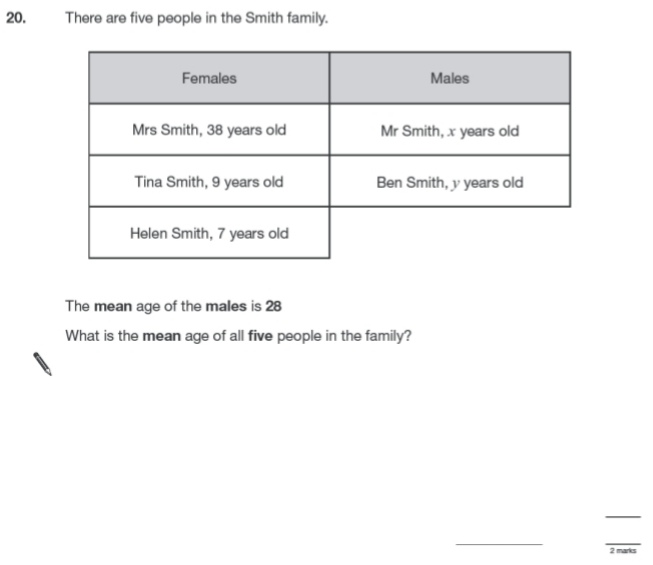 20. There are five people in the Smith family.
Females Males
Mrs Smith, 38 years old Mr Smith, x years old
Tina Smith, 9 years old Ben Smith, y years old
Helen Smith, 7 years old
The mean age of the males is 28
What is the mean age of all five people in the family?
2 marks